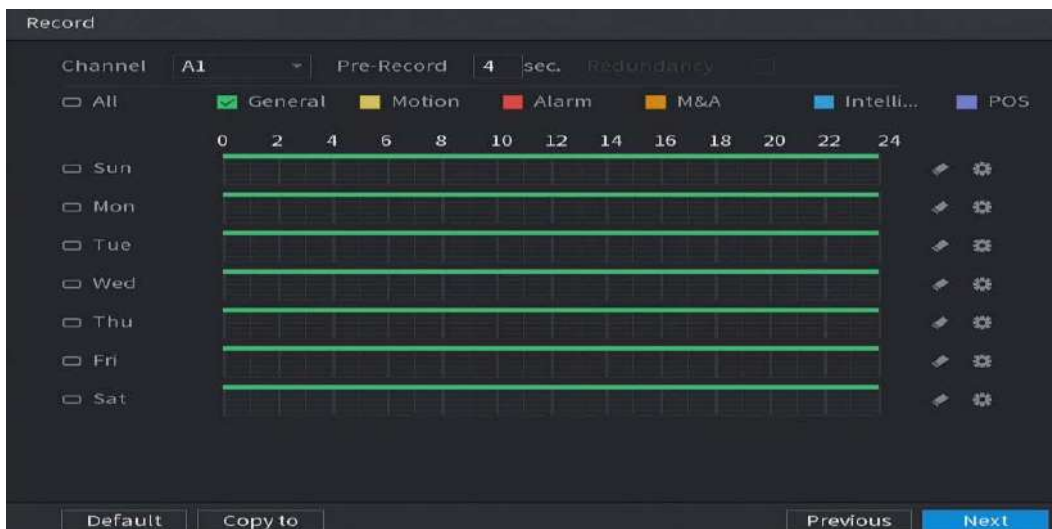 Record
Channel A1 Pre-Record 4 sec. Redundancy
All General Motion Alarm M&A Intelli... POS
0 2 4 6 8 10 12 14 16 18 20 22 24
Sun
Mon
Tue
Wed
Thu
Fri
Sat
Default Copy to Previous Next